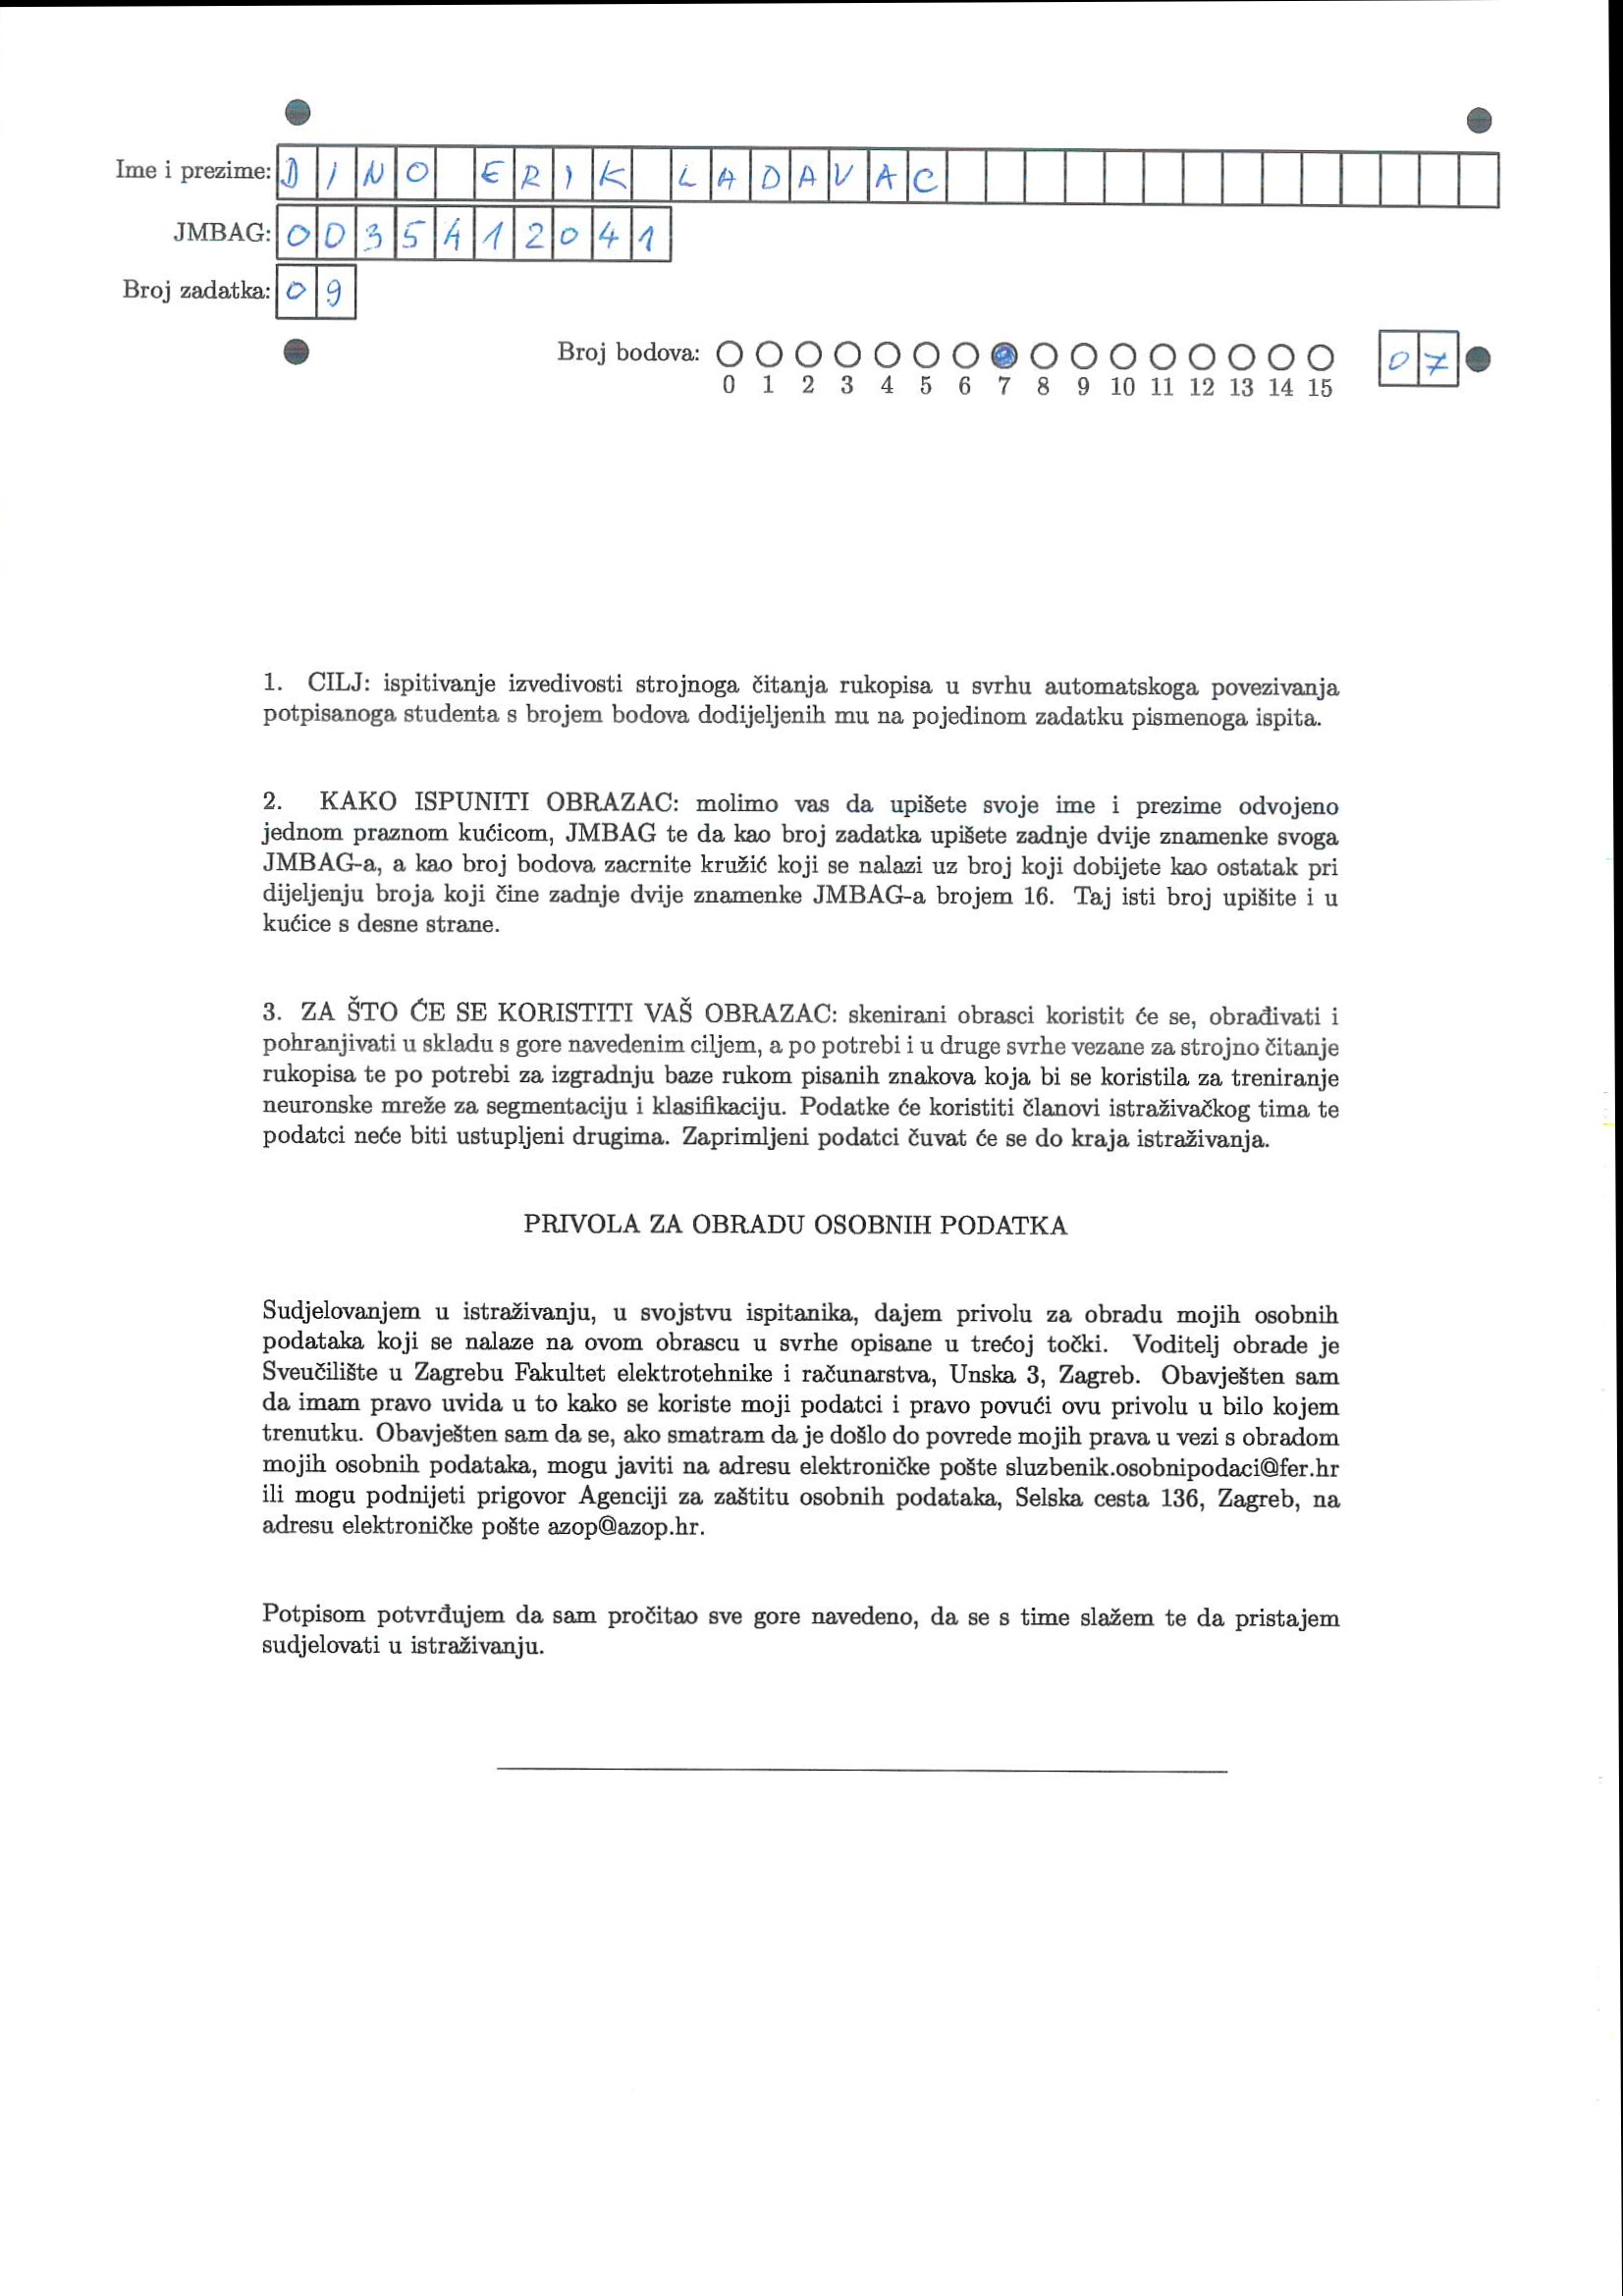 Ime i prezime: DINO ERIK LADAVAC
JMBAG: 0035412041
Broj zadatka: 09
Broj bodova: 07
0 1 2 3 4 5 6 7 8 9 10 11 12 13 14 15
1. CILJ: ispitivanje izvedivosti strojnoga čitanja rukopisa u svrhu automatskoga povezivanja
potpisanoga studenta s brojem bodova dodijeljenih mu na pojedinom zadatku pismenoga ispita.
2. KAKO ISPUNITI OBRAZAC: molimo vas da upišete svoje ime i prezime odvojeno
jednom praznom kućicom, JMBAG te da kao broj zadatka upišete zadnje dvije znamenke svoga
JMBAG-a, a kao broj bodova zacrnite kružić koji se nalazi uz broj koji dobijete kao ostatak pri
dijeljenju broja koji čine zadnje dvije znamenke JMBAG-a brojem 16. Taj isti broj upišite i u
kućice s desne strane.
3. ZA ŠTO ĆE SE KORISTITI VAŠ OBRAZAC: skenirani obrasci koristit će se, obrađivati i
pohranjivati u skladu s gore navedenim ciljem, a po potrebi i u druge svrhe vezane za strojno čitanje
rukopisa te po potrebi za izgradnju baze rukom pisanih znakova koja bi se koristila za treniranje
neuronske mreže za segmentaciju i klasifikaciju. Podatke će koristiti članovi istraživačkog tima te
podatci neće biti ustupljeni drugima. Zaprimljeni podatci čuvat će se do kraja istraživanja.
PRIVOLA ZA OBRADU OSOBNIH PODATKA
Sudjelovanjem u istraživanju, u svojstvu ispitanika, dajem privolu za obradu mojih osobnih
podataka koji se nalaze na ovom obrascu u svrhe opisane u trećoj točki. Voditelj obrade je
Sveučilište u Zagrebu Fakultet elektrotehnike i računarstva, Unska 3, Zagreb. Obavješten sam
da imam pravo uvida u to kako se koriste moji podatci i pravo povući ovu privolu u bilo kojem
trenutku. Obavješten sam da se, ako smatram da je došlo do povrede mojih prava u vezi s obradom
mojih osobnih podataka, mogu javiti na adresu elektroničke pošte sluzbenik.osobnipodaci@fer.hr
ili mogu podnijeti prigovor Agenciji za zaštitu osobnih podataka, Selska cesta 136, Zagreb, na
adresu elektroničke pošte azop@azop.hr.
Potpisom potvrđujem da sam pročitao sve gore navedeno, da se s time slažem te da pristajem
sudjelovati u istraživanju.